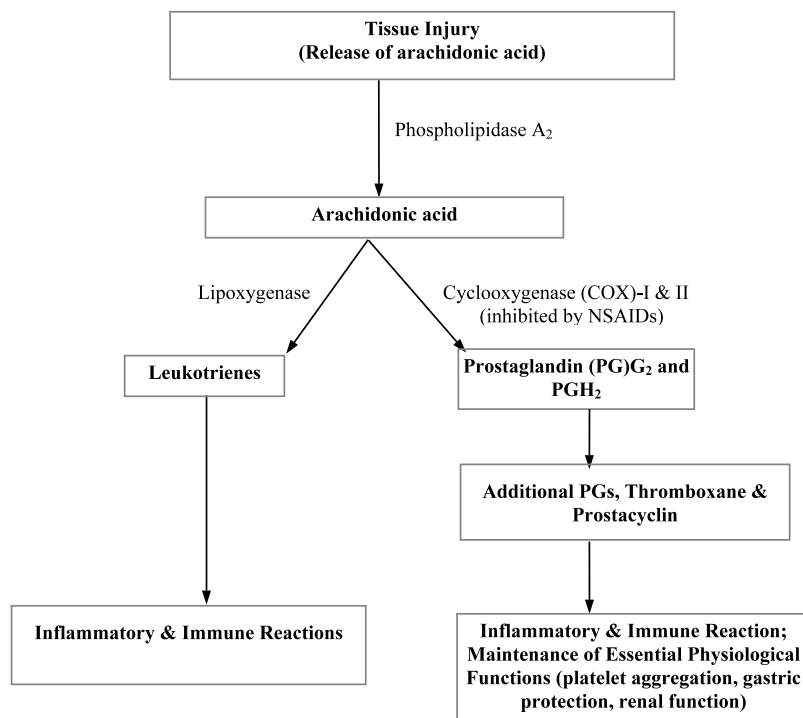 Tissue Injury
(Release of arachidonic acid)
Phospholipidase A₂
Arachidonic acid
Lipoxygenase
Cyclooxygenase (COX)-I & II
(inhibited by NSAIDs)
Leukotrienes
Prostaglandin (PG)G₂ and
PGH₂
Additional PGs, Thromboxane &
Prostacyclin
Inflammatory & Immune Reactions
Inflammatory & Immune Reaction;
Maintenance of Essential Physiological
Functions (platelet aggregation, gastric
protection, renal function)